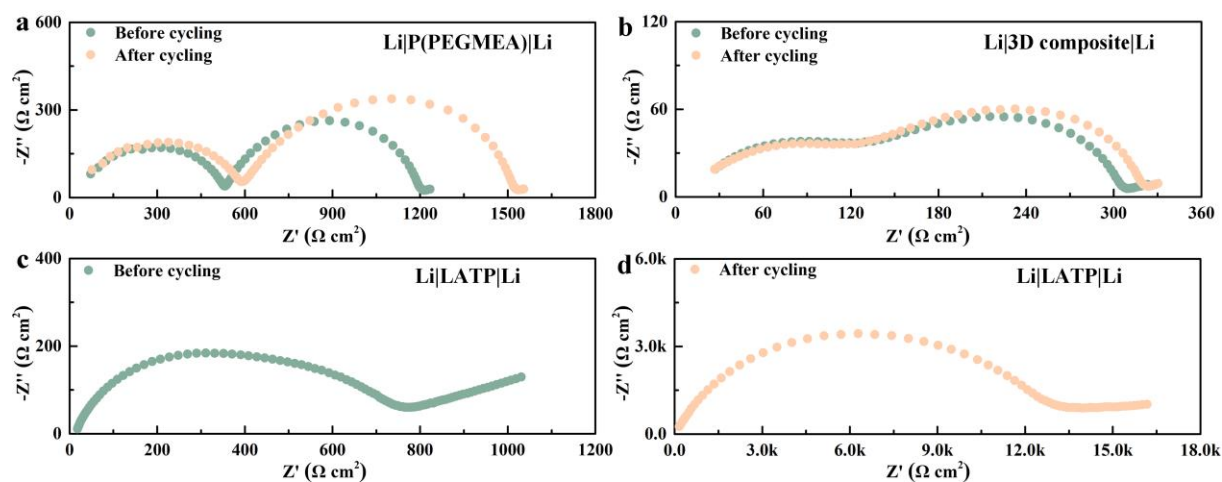 a
Before cycling
After cycling
Li|P(PEGMEA)|Li
600
300
0
-Z'' (Ω cm²)
0 300 600 900 1200 1500 1800
Z' (Ω cm²)
b
Before cycling
After cycling
Li|3D composite|Li
120
60
0
-Z'' (Ω cm²)
0 60 120 180 240 300 360
Z' (Ω cm²)
c
Before cycling
Li|LATP|Li
400
200
0
-Z'' (Ω cm²)
0 200 400 600 800 1000 1200
Z' (Ω cm²)
d
After cycling
Li|LATP|Li
6.0k
3.0k
0.0
-Z'' (Ω cm²)
0.0 3.0k 6.0k 9.0k 12.0k 15.0k 18.0k
Z' (Ω cm²)